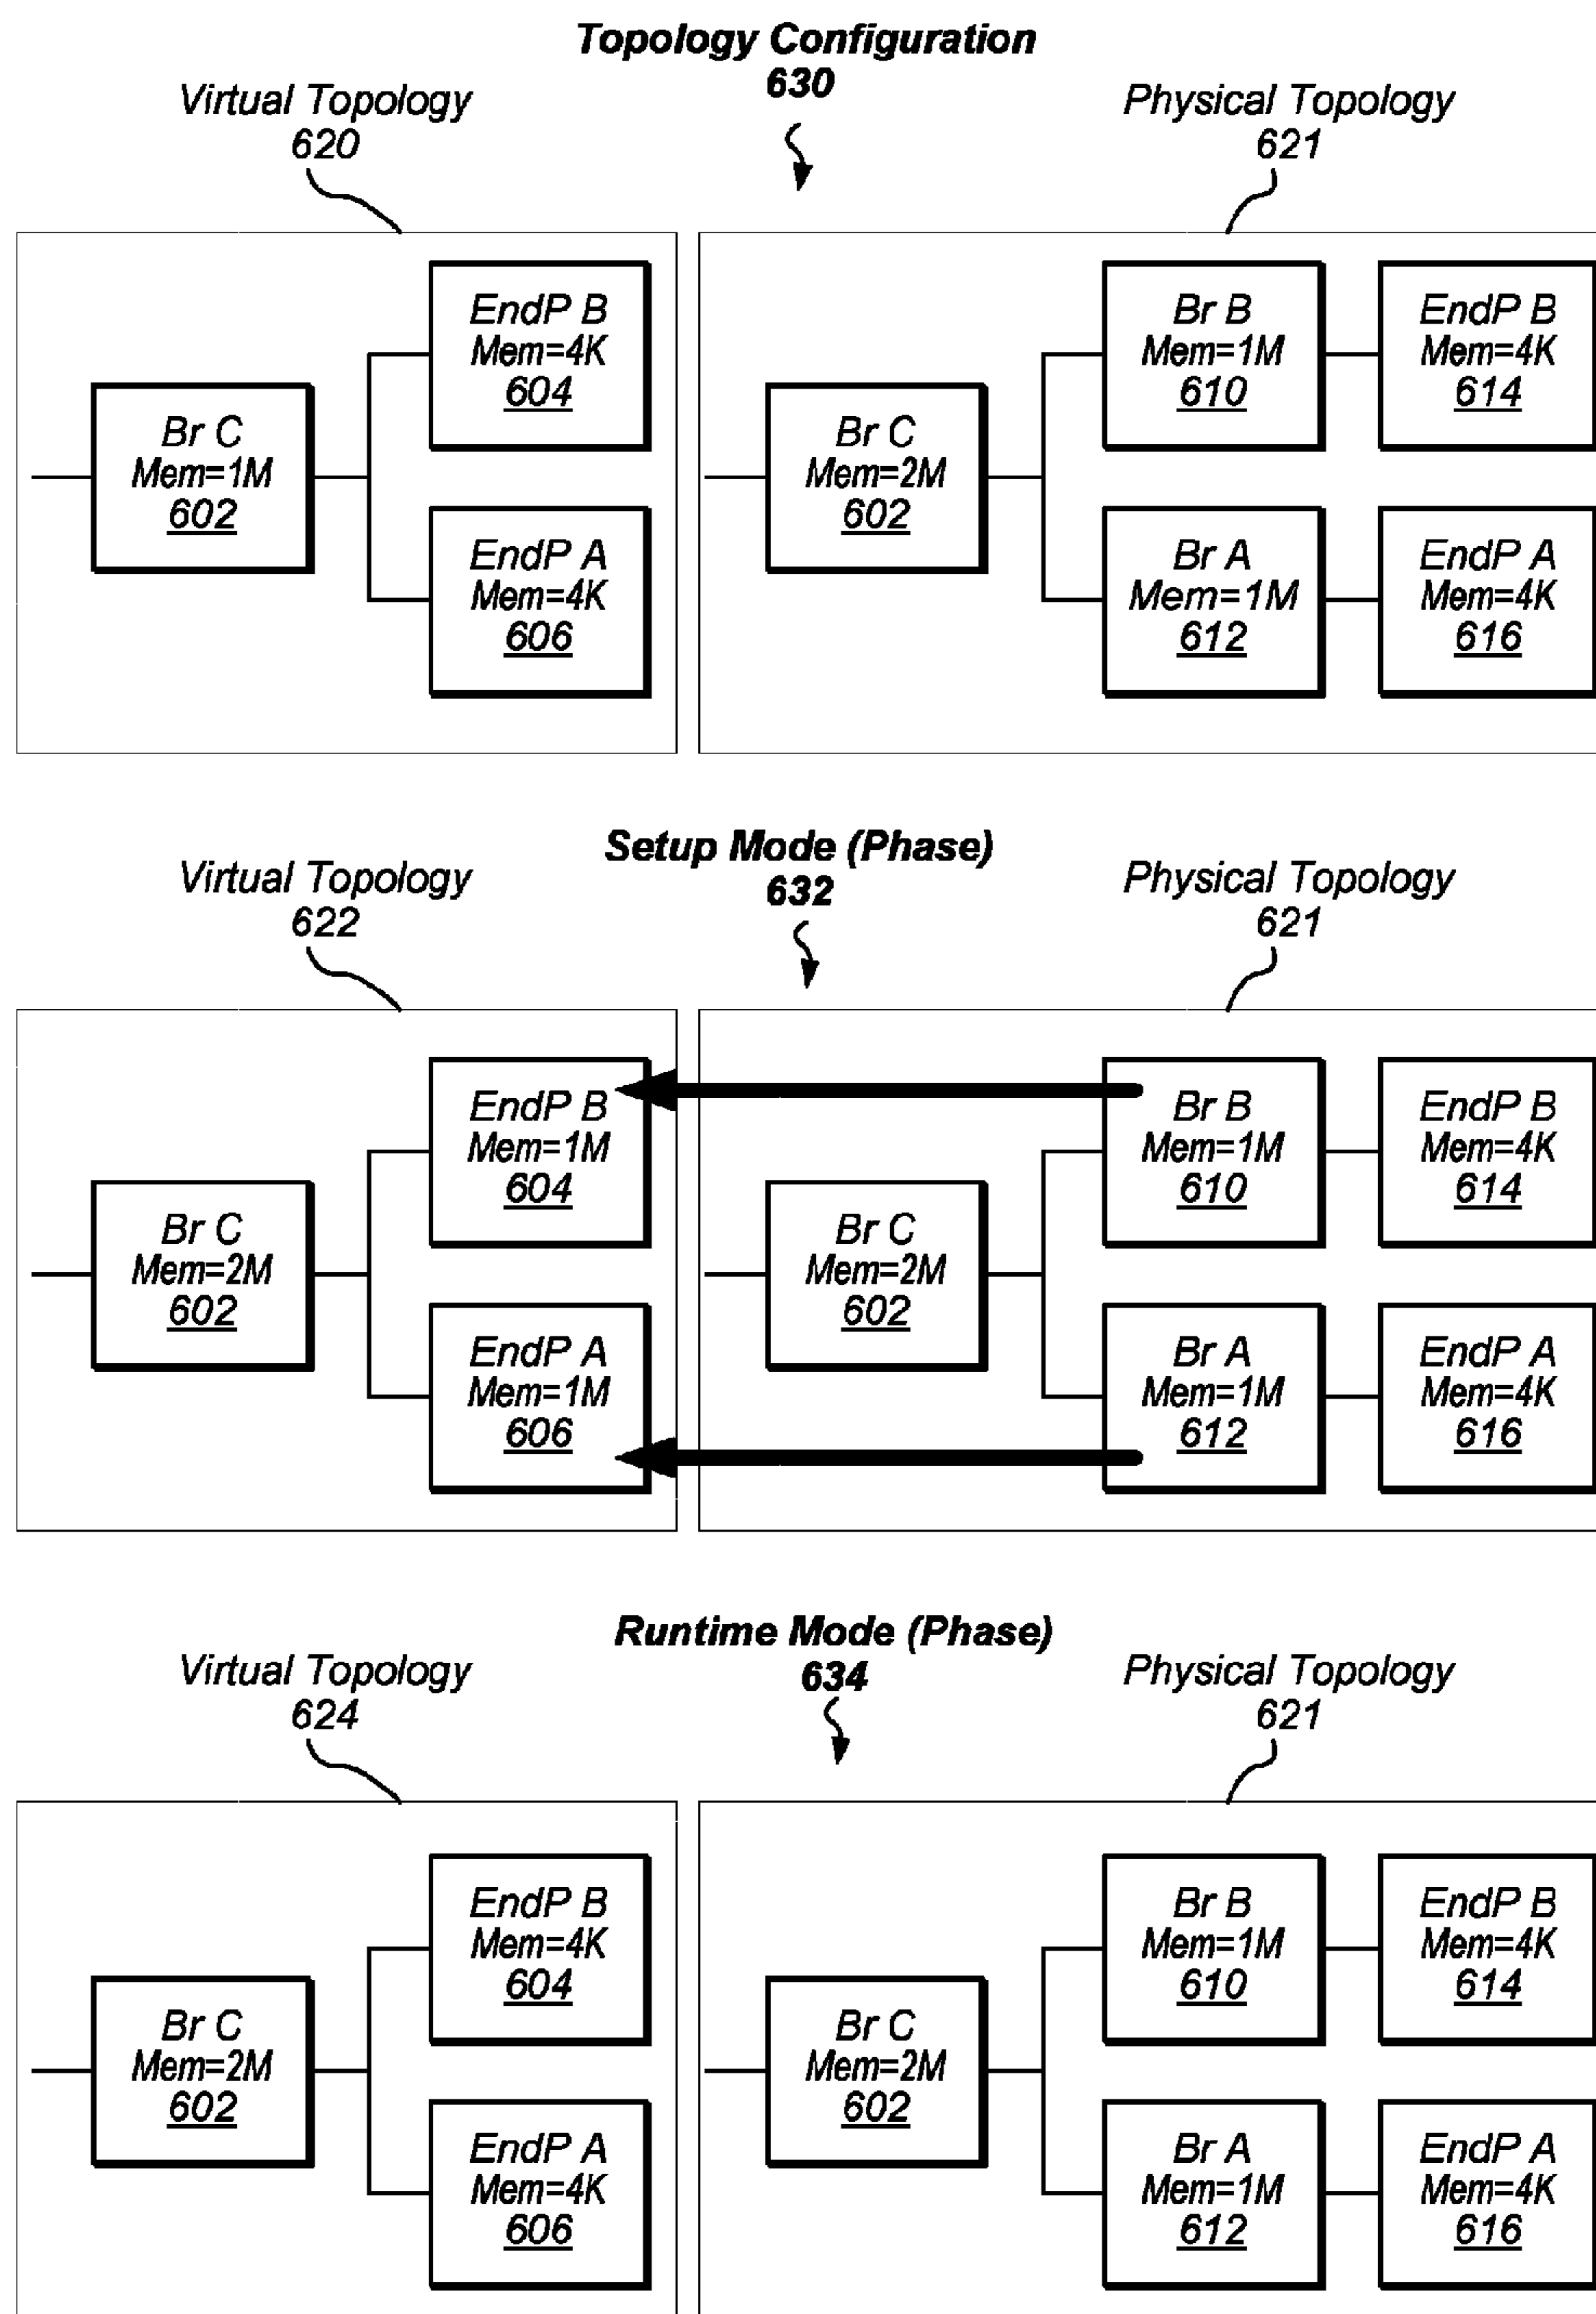 Topology Configuration
630
Virtual Topology
620
Physical Topology
621
EndP B
Mem=4K
604
Br C
Mem=1M
602
EndP A
Mem=4K
606
Br B
Mem=1M
610
EndP B
Mem=4K
614
Br C
Mem=2M
602
Br A
Mem=1M
612
EndP A
Mem=4K
616
Setup Mode (Phase)
632
Virtual Topology
622
Physical Topology
621
EndP B
Mem=1M
604
Br C
Mem=2M
602
EndP A
Mem=1M
606
Br B
Mem=1M
610
EndP B
Mem=4K
614
Br C
Mem=2M
602
Br A
Mem=1M
612
EndP A
Mem=4K
616
Runtime Mode (Phase)
634
Virtual Topology
624
Physical Topology
621
EndP B
Mem=4K
604
Br C
Mem=2M
602
EndP A
Mem=4K
606
Br B
Mem=1M
610
EndP B
Mem=4K
614
Br C
Mem=2M
602
Br A
Mem=1M
612
EndP A
Mem=4K
616